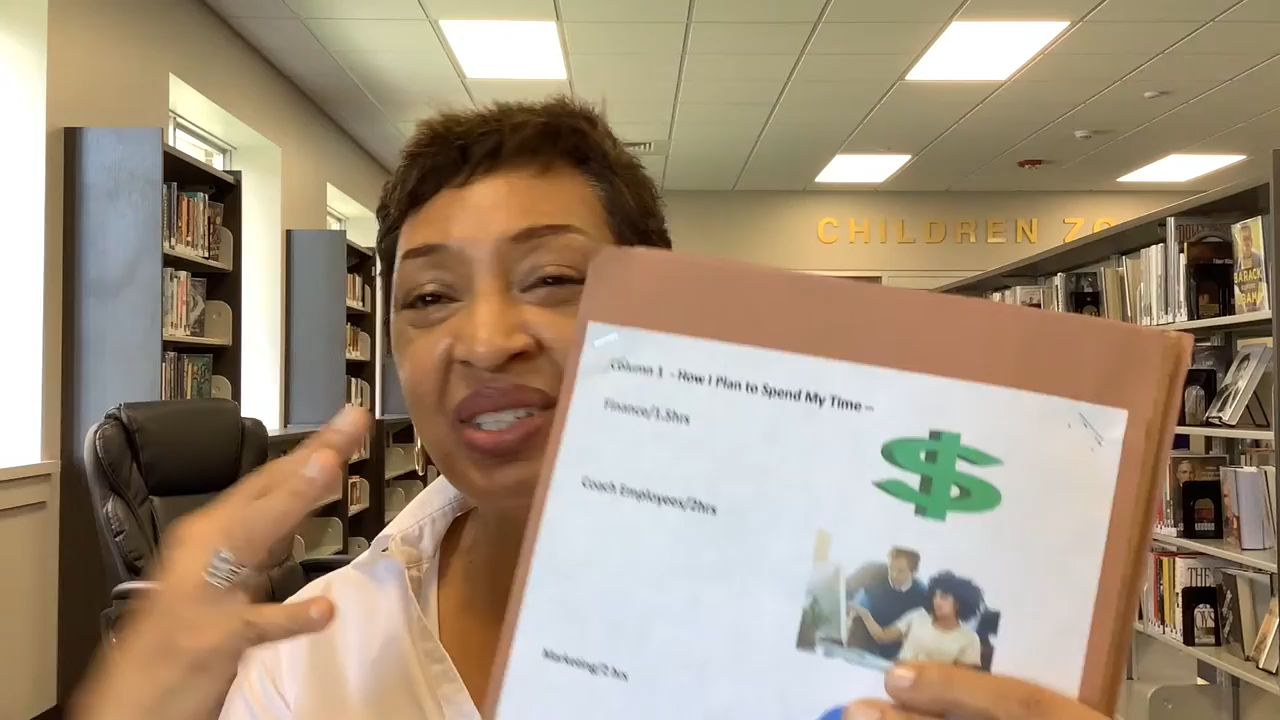 CHILDREN ZO
BARACK
OBAMA
Column 1 - How I Plan to Spend My Time –
Finance/1.5hrs
$
Coach Employees/2hrs
Marketing/2 hrs
THE